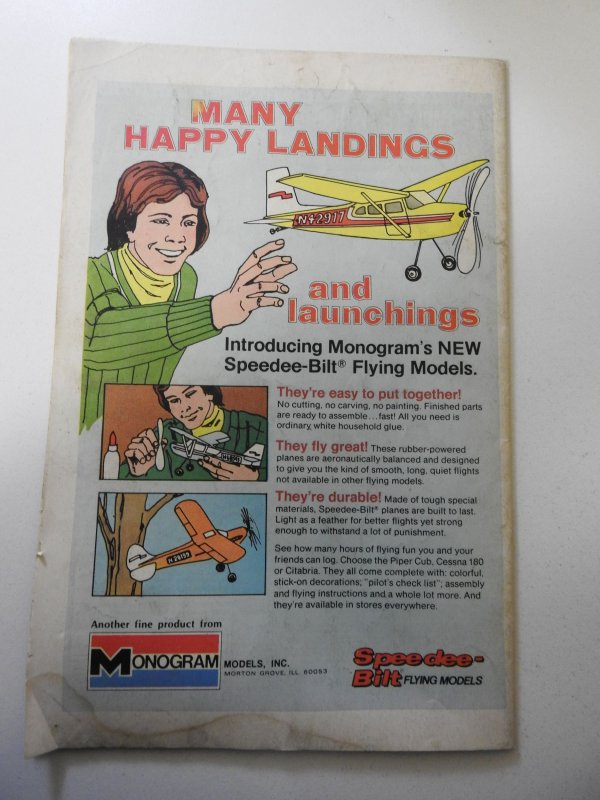 MANY
HAPPY LANDINGS
N42917
and
launchings
Introducing Monogram's NEW
Speedee-Bilt® Flying Models.
They're easy to put together!
No cutting, no carving, no painting. Finished parts
are ready to assemble...fast! All you need is
ordinary white household glue.
They fly great! These rubber-powered
planes are aeronautically balanced and designed
to give you the kind of smooth, long, quiet flights
not available in other flying models.
They're durable! Made of tough special
materials, Speedee-Bilt® planes are built to last.
Light as a feather for better flights yet strong
enough to withstand a lot of punishment.
See how many hours of flying fun you and your
friends can log. Choose the Piper Cub, Cessna 180
or Citabria. They all come complete with: colorful,
stick-on decorations; "pilot's check list"; assembly
and flying instructions and a whole lot more. And
they're available in stores everywhere.
Another fine product from
MONOGRAM MODELS, INC.
MORTON GROVE, ILL. 60053
Speedee-
Bilt® FLYING MODELS